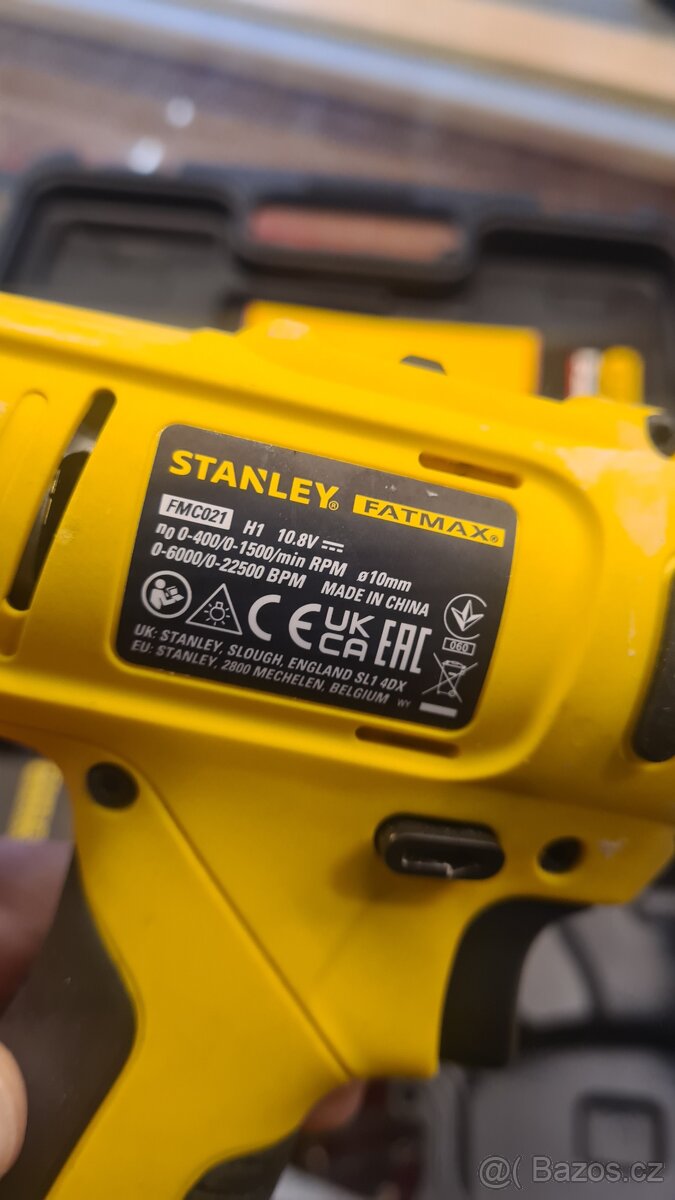 STANLEY® FATMAX®
FMC021 H1 10.8V
n0 0-400/0-1500/min RPM ø10mm
0-6000/0-22500 BPM MADE IN CHINA
CE UK CA EAC
060
UK: STANLEY, SLOUGH, ENGLAND SL1 4DX
EU: STANLEY, 2800 MECHELEN, BELGIUM WY
@( Bazos.cz